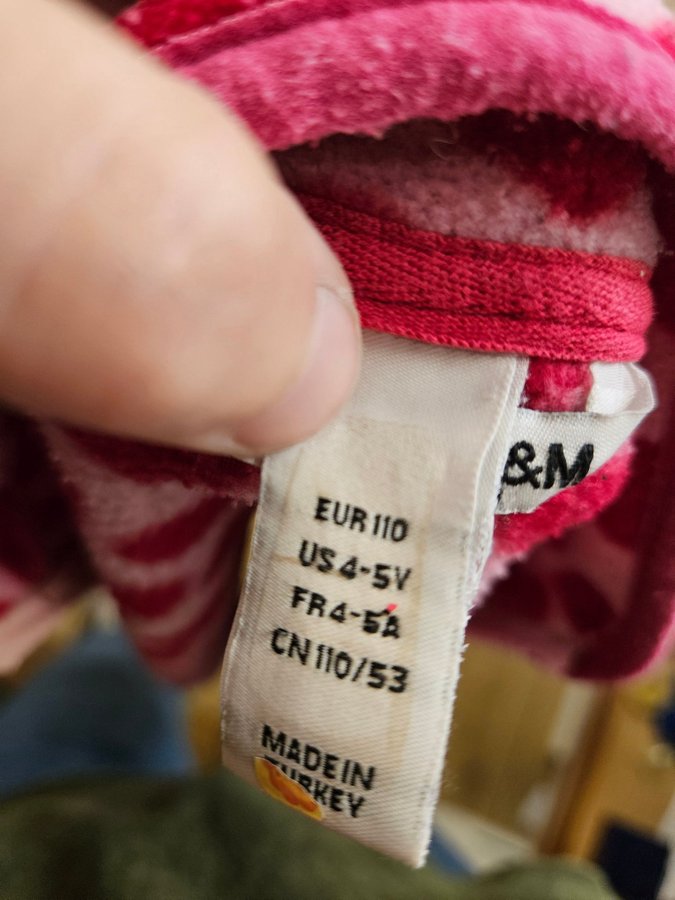 &M
EUR 110
US 4-5Y
FR 4-5A
CN 110/53
MADE IN
TURKEY